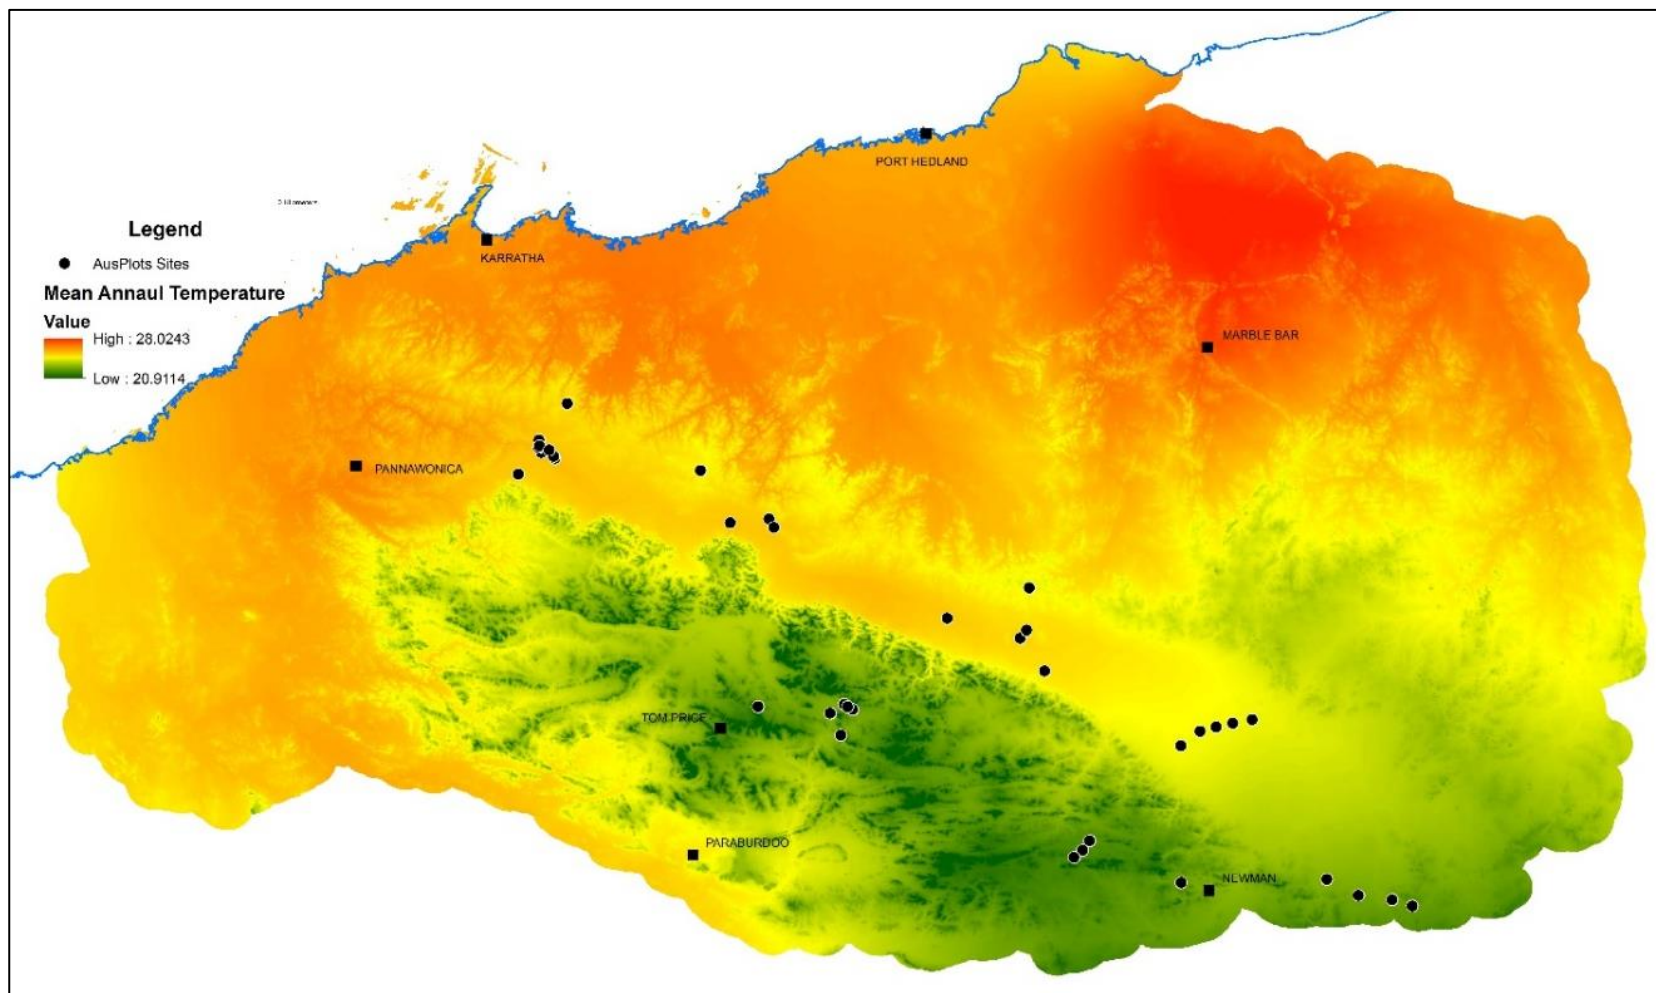 PORT HEDLAND
Legend
AusPlots Sites
KARRATHA
Mean Annaul Temperature
Value
High : 28.0243
Low : 20.9114
MARBLE BAR
PANNAWONICA
TOM PRICE
PARABURDOO
NEWMAN